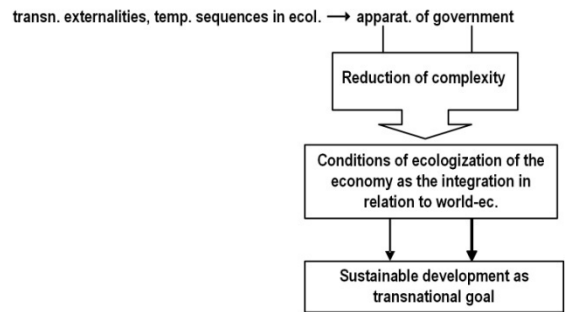 transn. externalities, temp. sequences in ecol. → apparat. of government
Reduction of complexity
Conditions of ecologization of the
economy as the integration in
relation to world-ec.
Sustainable development as
transnational goal